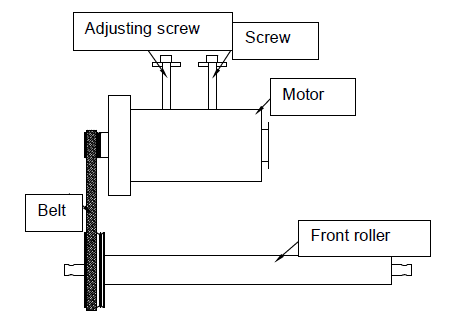 Adjusting screw
Screw
Motor
Belt
Front roller